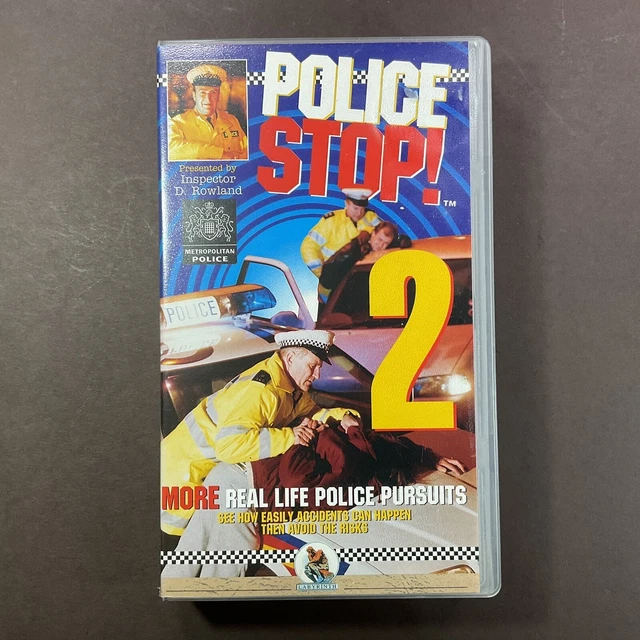 POLICE
STOP!
TM
Presented by
Inspector
D. Rowland
METROPOLITAN
POLICE
2
POLICE
MORE REAL LIFE POLICE PURSUITS
SEE HOW EASILY ACCIDENTS CAN HAPPEN
THEN AVOID THE RISKS
LABYRINTH